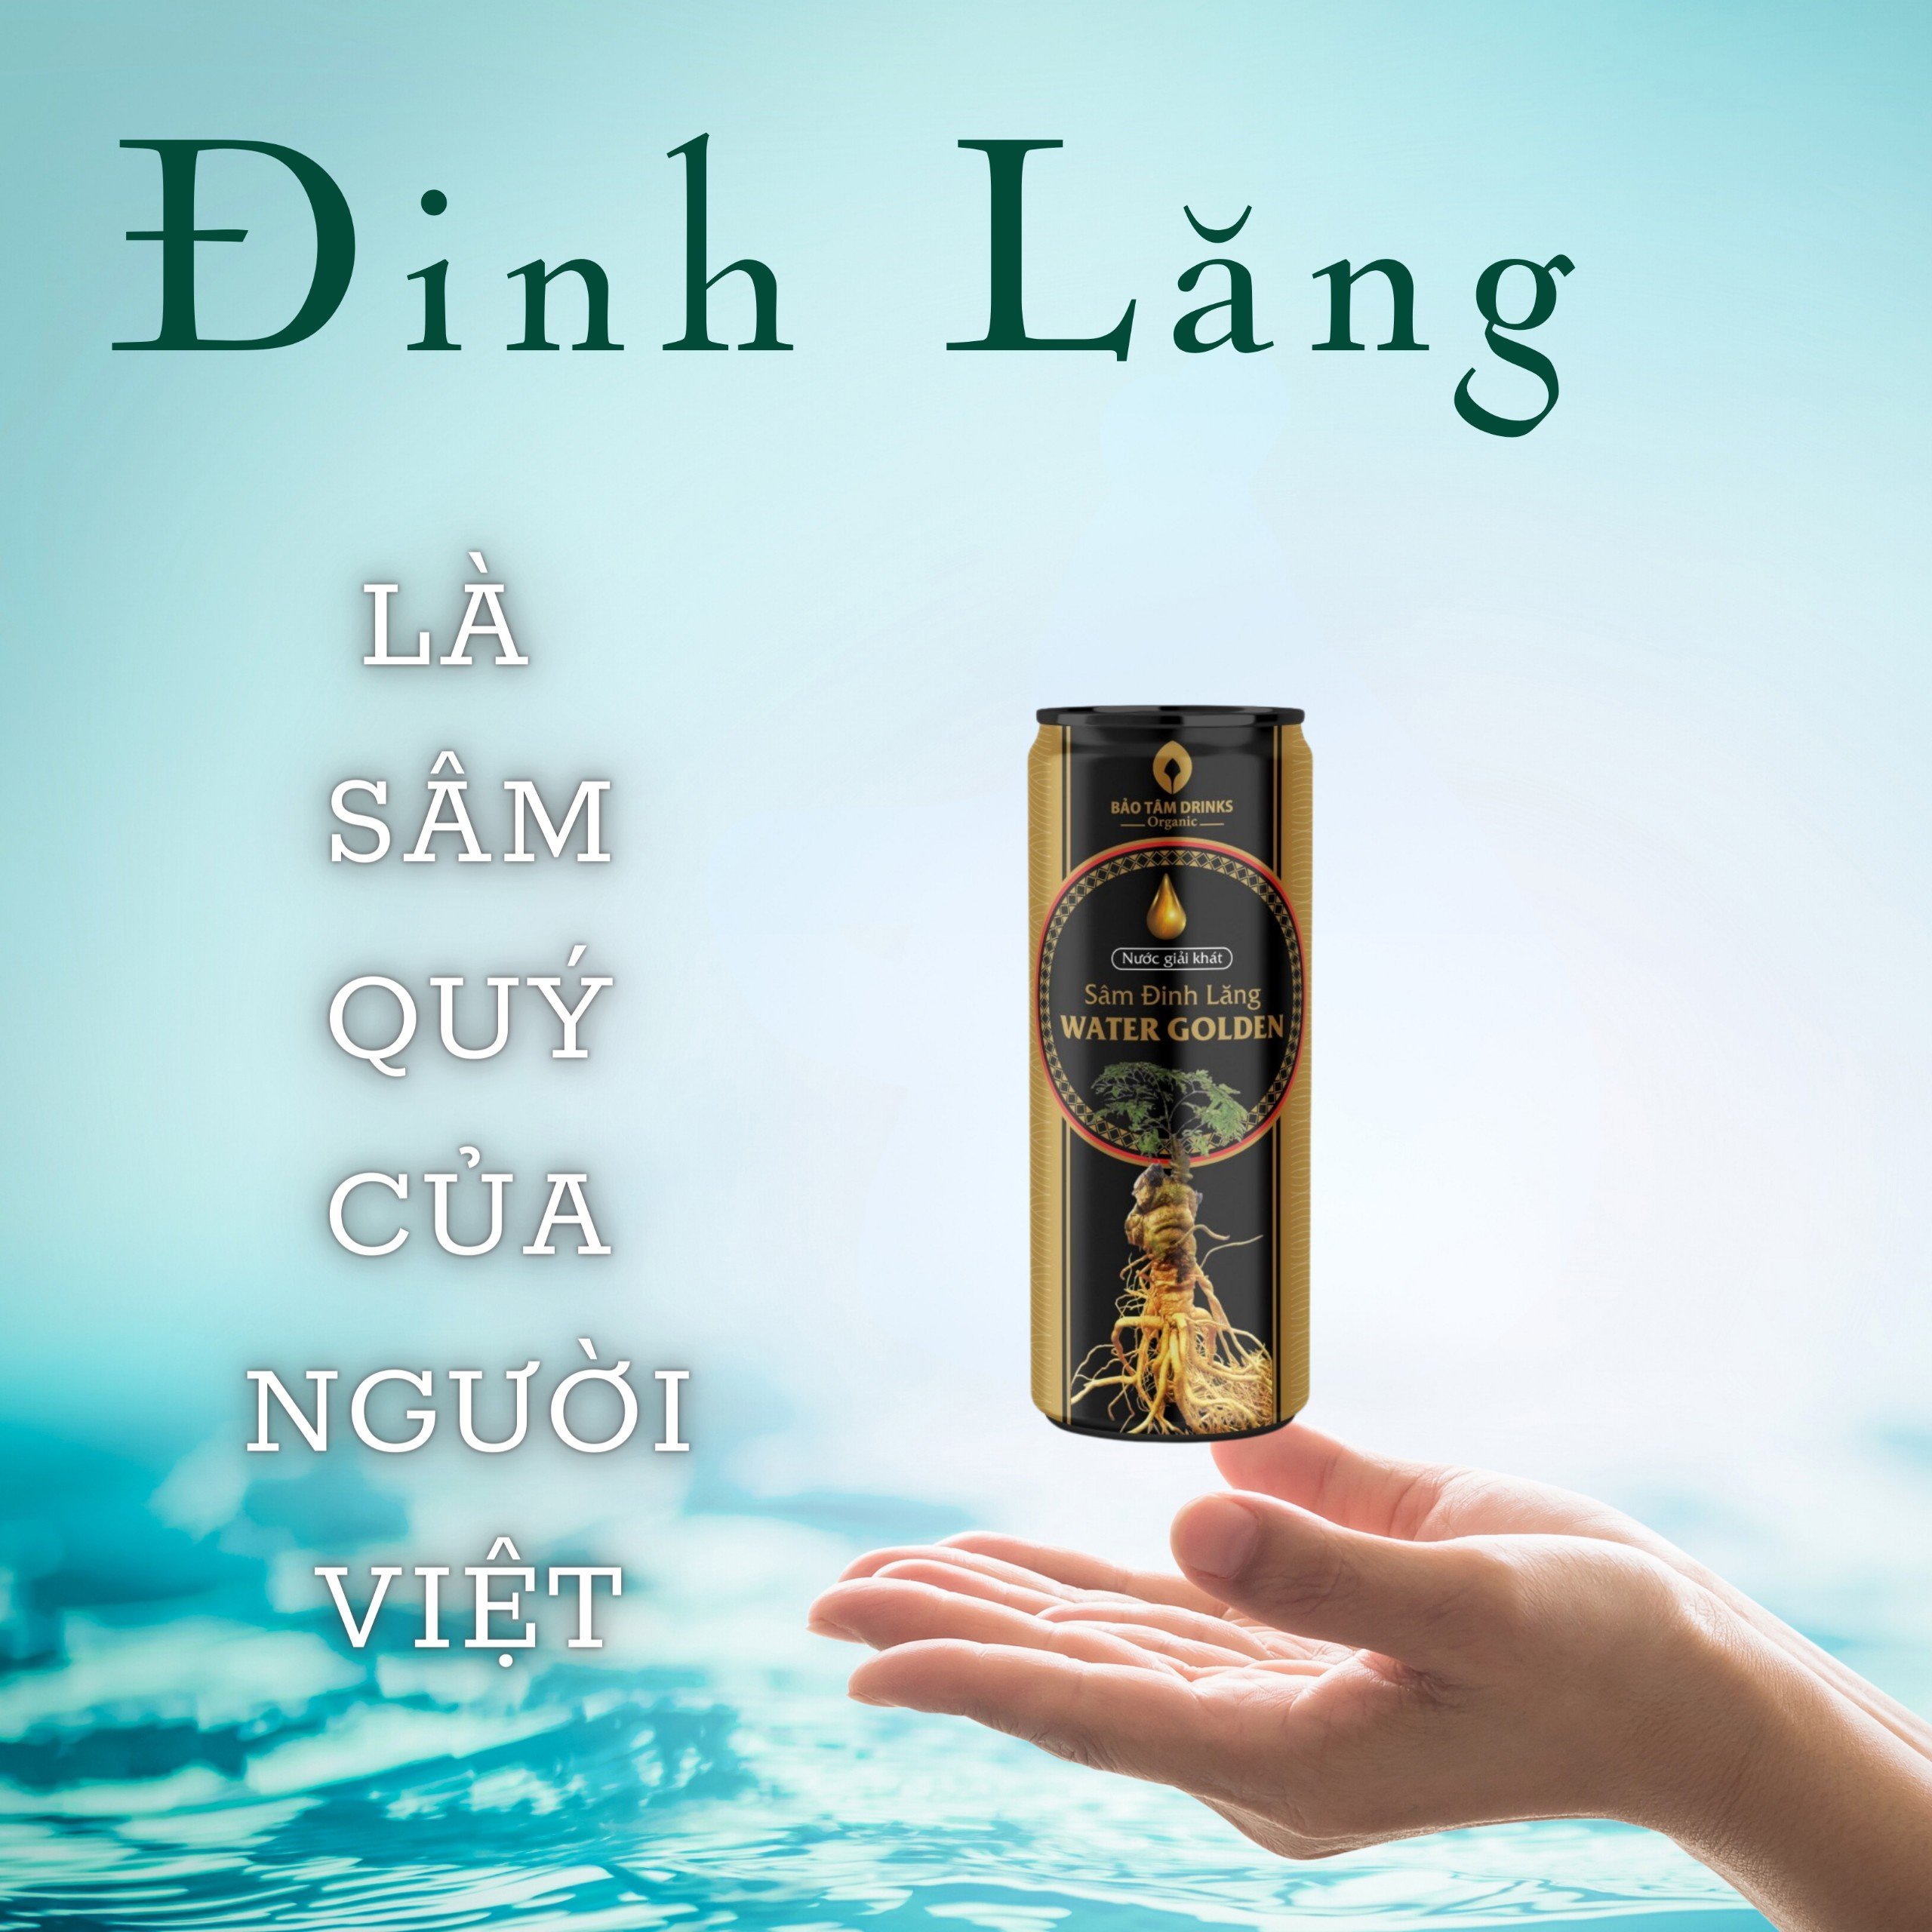 Đinh Lăng
LÀ
SÂM
QUÝ
CỦA
NGƯỜI
VIỆT
BẢO TÂM DRINKS
Organic
Nước giải khát
Sâm Đinh Lăng
WATER GOLDEN